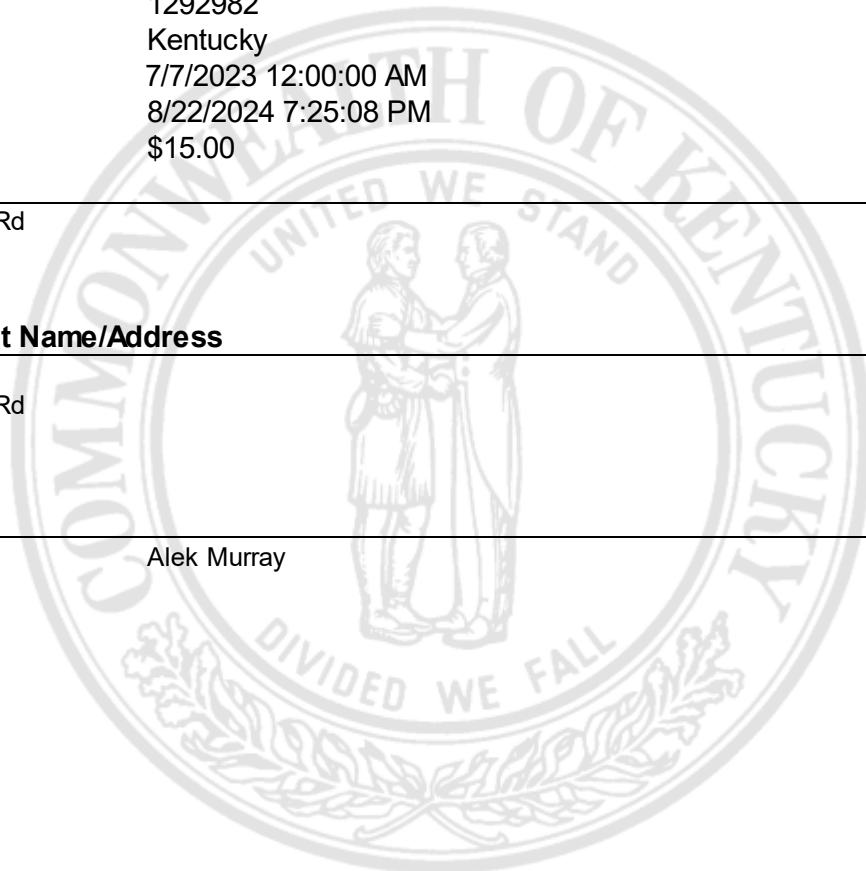 1292982
Kentucky
7/7/2023 12:00:00 AM
8/22/2024 7:25:08 PM
$15.00
Rd
t Name/Address
Rd
Alek Murray
COMMONWEALTH OF KENTUCKY
UNITED WE STAND
DIVIDED WE FALL